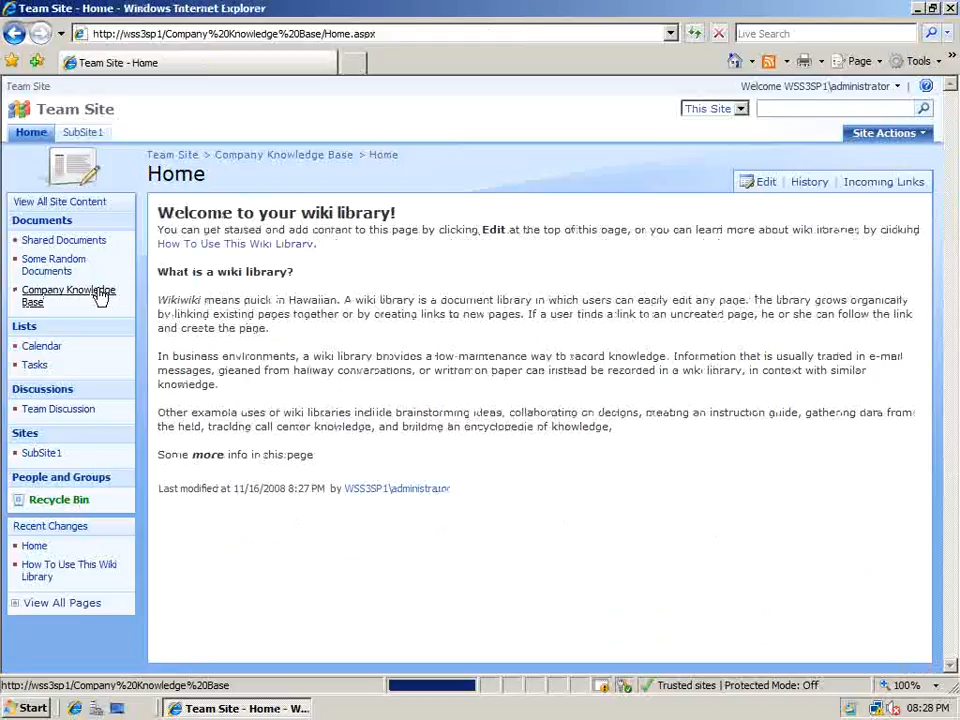 Team Site - Home - Windows Internet Explorer
http://wss3sp1/Company%20Knowledge%20Base/Home.aspx
Live Search
Team Site - Home
Page
Tools
Team Site
Welcome WSS3SP1\administrator
Team Site
This Site
Home
SubSite1
Site Actions
Team Site > Company Knowledge Base > Home
Home
Edit
History
Incoming Links
View All Site Content
Documents
Shared Documents
Some Random
Documents
Company Knowledge
Base
Lists
Calendar
Tasks
Discussions
Team Discussion
Sites
SubSite1
People and Groups
Recycle Bin
Recent Changes
Home
How To Use This Wiki
Library
View All Pages
Welcome to your wiki library!
You can get started and add content to this page by clicking Edit at the top of this page, or you can learn more about wiki libraries by clicking
How To Use This Wiki Library.
What is a wiki library?
Wikiwiki means quick in Hawaiian. A wiki library is a document library in which users can easily edit any page. The library grows organically
by linking existing pages together or by creating links to new pages. If a user finds a link to an uncreated page, he or she can follow the link
and create the page.
In business environments, a wiki library provides a low-maintenance way to record knowledge. Information that is usually traded in e-mail
messages, gleaned from hallway conversations, or written on paper can instead be recorded in a wiki library, in context with similar
knowledge.
Other example uses of wiki libraries include brainstorming ideas, collaborating on designs, creating an instruction guide, gathering data from
the field, tracking call center knowledge, and building an encyclopedia of knowledge,
Some more info in this page
Last modified at 11/16/2008 8:27 PM by WSS3SP1\administrator
http://wss3sp1/Company%20Knowledge%20Base
Trusted sites | Protected Mode: Off
100%
Start
Team Site - Home - W...
08:28 PM